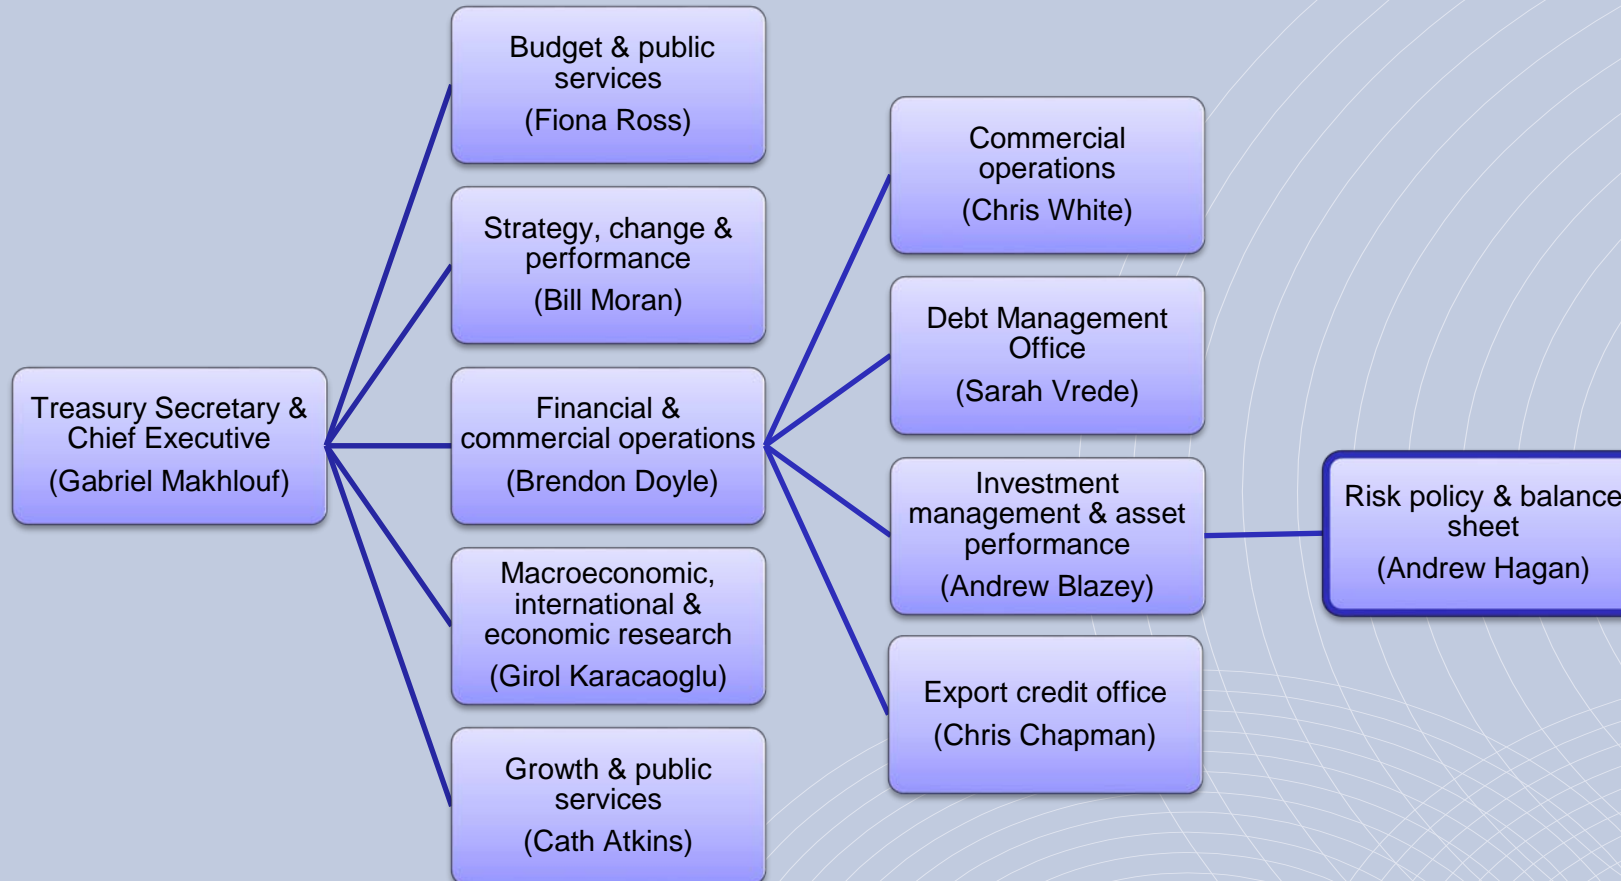 Budget & public
services
(Fiona Ross)
Strategy, change &
performance
(Bill Moran)
Treasury Secretary &
Chief Executive
(Gabriel Makhlouf)
Financial &
commercial operations
(Brendon Doyle)
Macroeconomic,
international &
economic research
(Girol Karacaoglu)
Growth & public
services
(Cath Atkins)
Commercial
operations
(Chris White)
Debt Management
Office
(Sarah Vrede)
Investment
management & asset
performance
(Andrew Blazey)
Export credit office
(Chris Chapman)
Risk policy & balance
sheet
(Andrew Hagan)